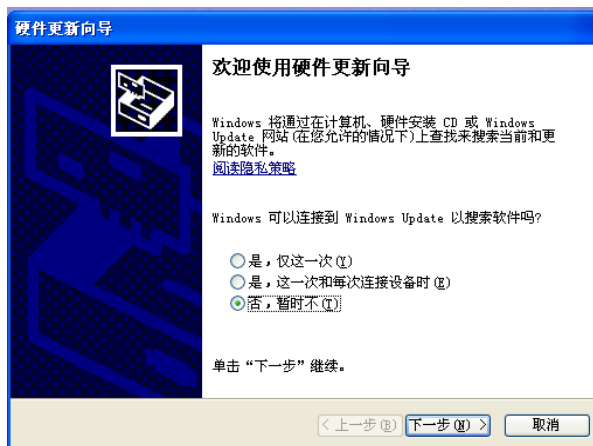 硬件更新向导
欢迎使用硬件更新向导
Windows 将通过在计算机、硬件安装 CD 或 Windows
Update 网站(在您允许的情况下)上查找来搜索当前和更
新的软件。
阅读隐私策略
Windows 可以连接到 Windows Update 以搜索软件吗?
是，仅这一次(Y)
是，这一次和每次连接设备时(E)
否，暂时不(T)
单击“下一步”继续。
< 上一步(B) 下一步(N) > 取消